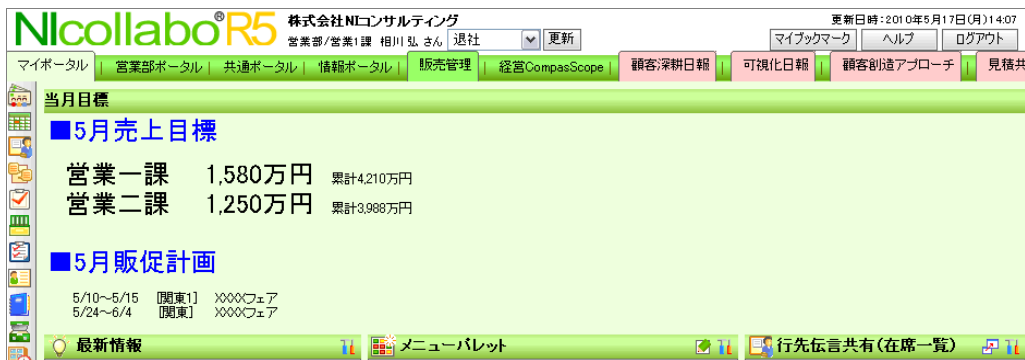 NIcollabo®R5 株式会社NIコンサルティング 更新日時:2010年5月17日(月)14:07
営業部/営業1課 相川 弘 さん 退社 更新 マイブックマーク ヘルプ ログアウト
マイポータル | 営業部ポータル | 共通ポータル | 情報ポータル | 販売管理 | 経営CompasScope | 顧客深耕日報 | 可視化日報 | 顧客創造アプローチ | 見積共
当月目標
■5月売上目標
営業一課 1,580万円 累計4,210万円
営業二課 1,250万円 累計3,988万円
■5月販促計画
5/10～5/15 [関東1] XXXXフェア
5/24～6/4 [関東] XXXXフェア
最新情報 メニューパレット 行先伝言共有(在席一覧)